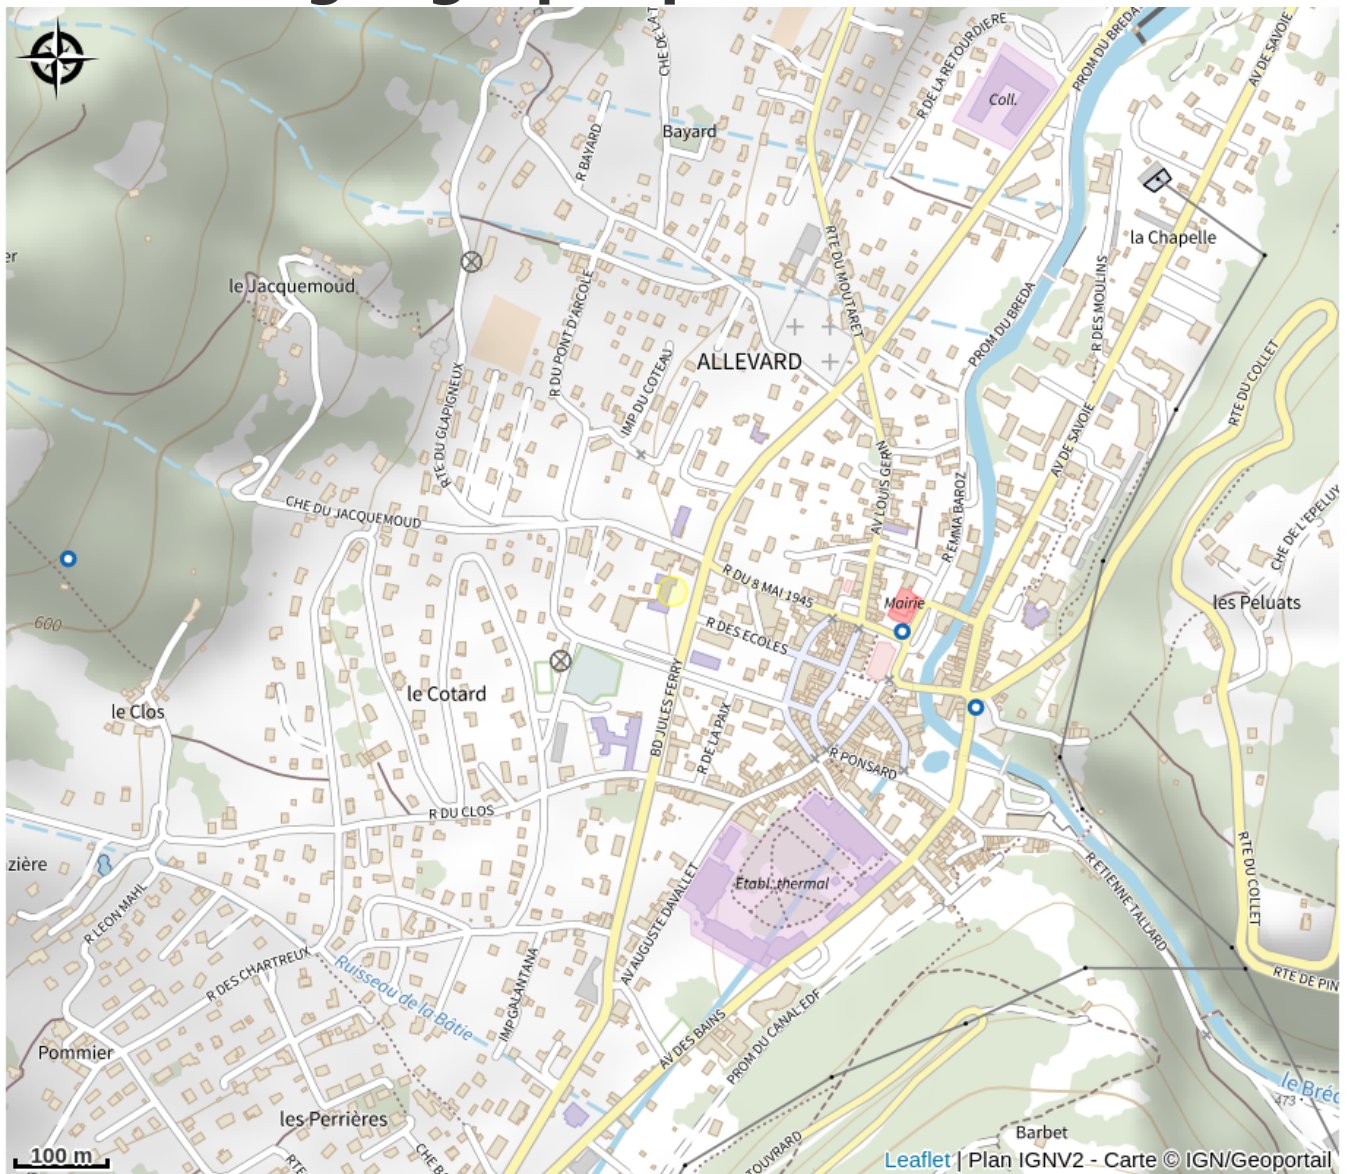 R DE LA RETOURDIERE
PROM DU BREDA
AV DE SAVOIE
Coll.
Bayard
R BAYARD
la Chapelle
er
le Jacquemoud
RTE DU MOUTARET
R DES MOULINS
R DU PONT D'ARCOLE
PROM DU BREDA
ALLEVARD
IMP DU COTEAU
RTE DU COLLET
RTE DU GLAPIGNEUX
AV DE SAVOIE
CHE DU JACQUEMOUD
R EMMA BAROZ
CHE DE L'EPELUY
R DU 8 MAI 1945
Mairie
les Peluats
600
R DES ECOLES
le Cotard
le Clos
BD JULES FERRY
R DE LA PAIX
R PONSARD
R DU CLOS
zière
Etabl. thermal
RTE DU COLLET
R ETIENNE TALLARD
R LEON MAHL
AV AUGUSTE DAVALLET
R DES CHARTREUX
Ruisseau de la Bâtie
IMP GALANTANA
RTE DE PIN
PROM DU CANAL EDF
AV DES BAINS
Pommier
le Bréd
473
les Perrières
Barbet
CHE B
RTE
TOUVRARD
100 m
Leaflet | Plan IGNV2 - Carte © IGN/Geoportail